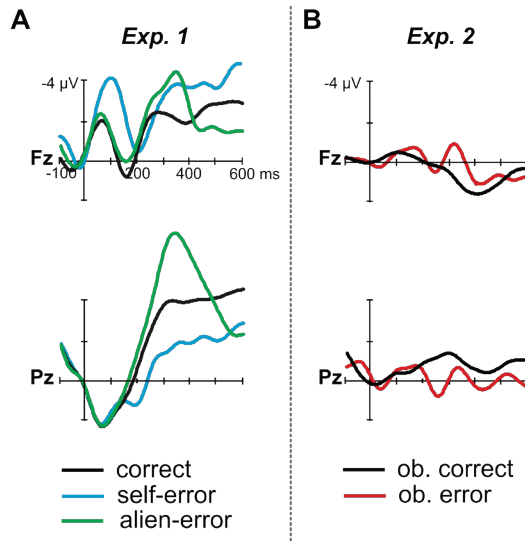 A
Exp. 1
-4 µV
Fz
-100
200
400
600 ms
Pz
correct
self-error
alien-error
B
Exp. 2
-4 µV
Fz
Pz
ob. correct
ob. error